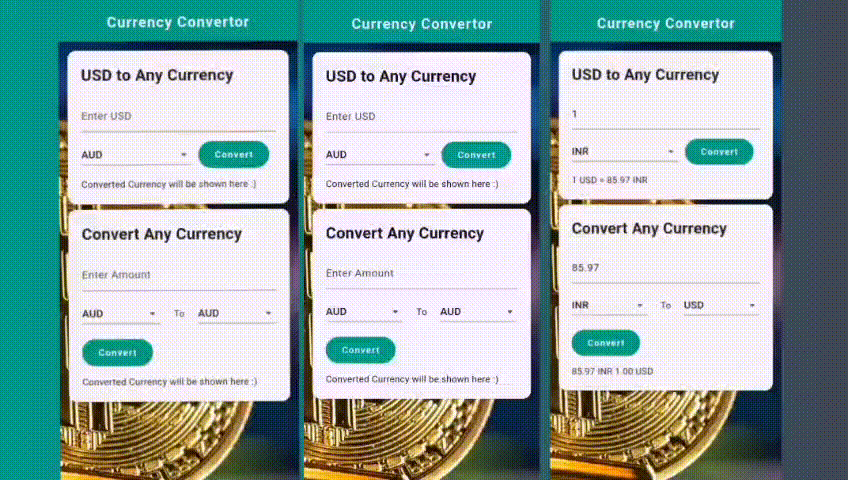 Currency Convertor
USD to Any Currency
Enter USD
AUD
Convert
Converted Currency will be shown here :)
Convert Any Currency
Enter Amount
AUD To AUD
Convert
Converted Currency will be shown here :)
Currency Convertor
USD to Any Currency
Enter USD
AUD
Convert
Converted Currency will be shown here :)
Convert Any Currency
Enter Amount
AUD To AUD
Convert
Converted Currency will be shown here :)
Currency Convertor
USD to Any Currency
1
INR
Convert
1 USD = 85.97 INR
Convert Any Currency
85.97
INR To USD
Convert
85.97 INR 1.00 USD